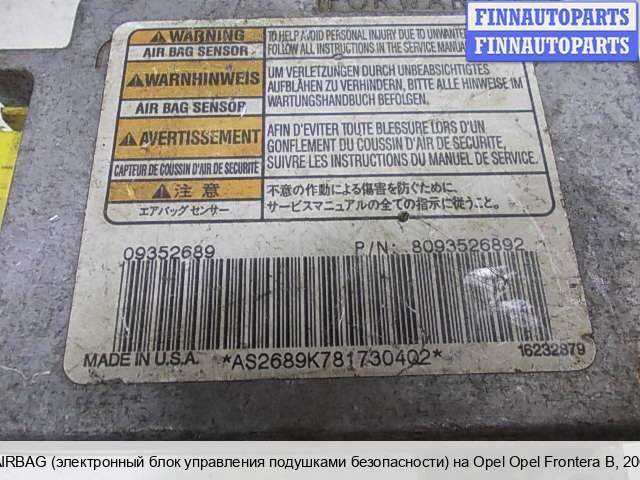 FORWARD
FINNAUTOPARTS
FINNAUTOPARTS
WARNING
AIR BAG SENSOR
TO HELP AVOID PERSONAL INJURY DUE TO UNWANTED
FOLLOW ALL INSTRUCTIONS IN THE SERVICE MANUAL
WARNHINWEIS
AIR BAG SENSOR
UM VERLETZUNGEN DURCH UNBEABSICHTIGTES
AUFBLÄHEN ZU VERHINDERN, BITTE ALLE HINWEISE IM
WARTUNGSHANDBUCH BEFOLGEN.
AVERTISSEMENT
CAPTEUR DE COUSSIN D'AIR DE SECURITÉ
AFIN D'EVITER TOUTE BLESSURE LORS D'UN
GONFLEMENT DU COUSSIN D'AIR DE SECURITE,
SUIVRE LES INSTRUCTIONS DU MANUEL DE SERVICE.
注意
エアバッグ センサー
不意の作動による傷害を防ぐために、
サービスマニュアルの全ての指示に従うこと。
09352689 P/N: 8093526892
MADE IN U.S.A. *AS2689K78173O4Q2* 16232879
AIRBAG (электронный блок управления подушками безопасности) на Opel Opel Frontera B, 20